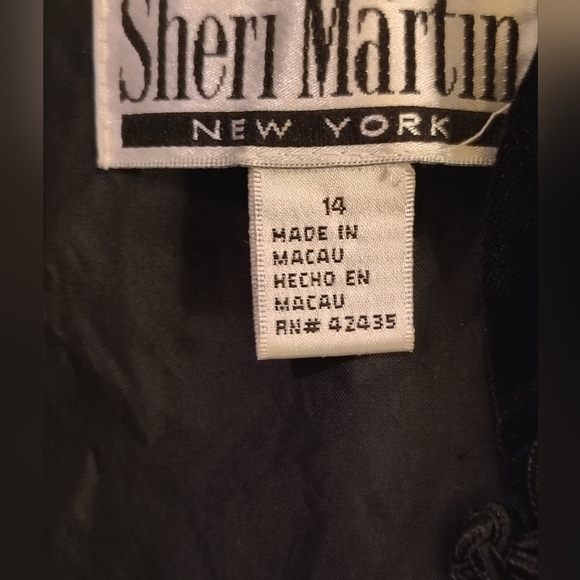 Sheri Martin
NEW YORK
14
MADE IN
MACAU
HECHO EN
MACAU
RN# 42435